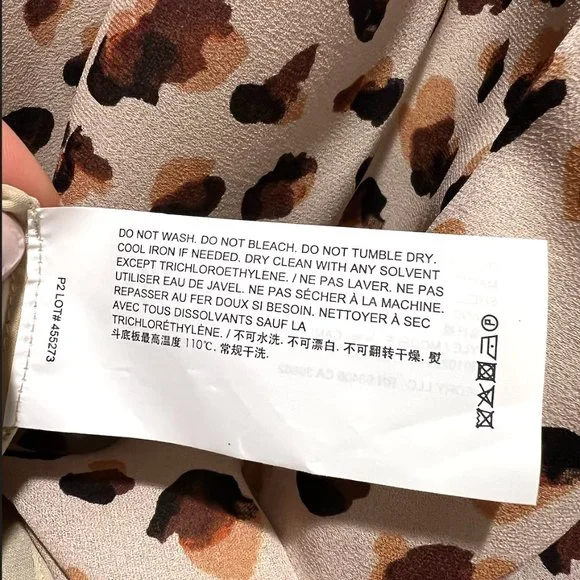 DO NOT WASH. DO NOT BLEACH. DO NOT TUMBLE DRY.
COOL IRON IF NEEDED. DRY CLEAN WITH ANY SOLVENT
EXCEPT TRICHLOROETHYLENE. / NE PAS LAVER. NE PAS
UTILISER EAU DE JAVEL. NE PAS SÉCHER À LA MACHINE.
REPASSER AU FER DOUX SI BESOIN. NETTOYER À SEC
AVEC TOUS DISSOLVANTS SAUF LA
TRICHLORÉTHYLÈNE. / 不可水洗. 不可漂白. 不可翻转干燥. 熨
斗底板最高温度 110℃. 常规干洗.
P2 LOT# 455273
P